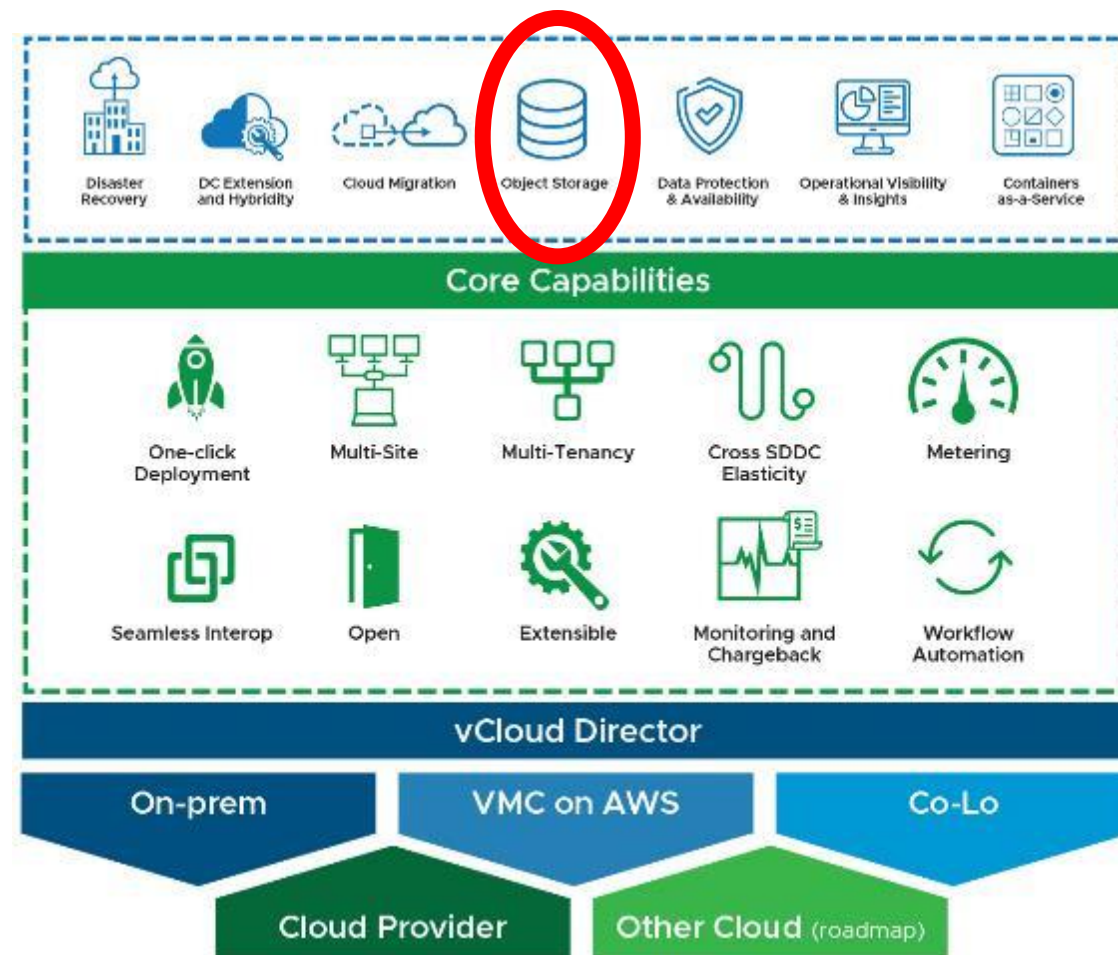 Disaster
Recovery
DC Extension
and Hybridity
Cloud Migration
Object Storage
Data Protection
& Availability
Operational Visibility
& Insights
Containers
as-a-Service
Core Capabilities
One-click
Deployment
Multi-Site
Multi-Tenancy
Cross SDDC
Elasticity
Metering
Seamless Interop
Open
Extensible
$
Monitoring and
Chargeback
Workflow
Automation
vCloud Director
On-prem
VMC on AWS
Co-Lo
Cloud Provider
Other Cloud (roadmap)